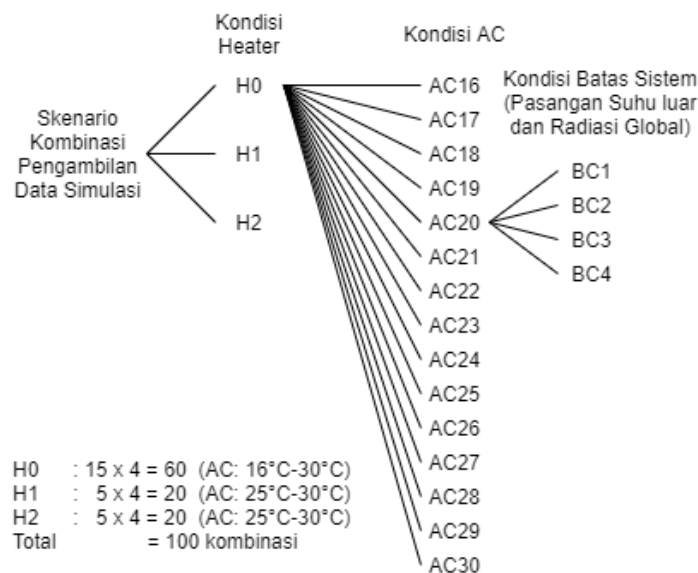 Skenario
Kombinasi
Pengambilan
Data Simulasi
Kondisi
Heater
H0
H1
H2
Kondisi AC
AC16
AC17
AC18
AC19
AC20
AC21
AC22
AC23
AC24
AC25
AC26
AC27
AC28
AC29
AC30
Kondisi Batas Sistem
(Pasangan Suhu luar
dan Radiasi Global)
BC1
BC2
BC3
BC4
H0 : 15 x 4 = 60 (AC: 16°C-30°C)
H1 : 5 x 4 = 20 (AC: 25°C-30°C)
H2 : 5 x 4 = 20 (AC: 25°C-30°C)
Total = 100 kombinasi